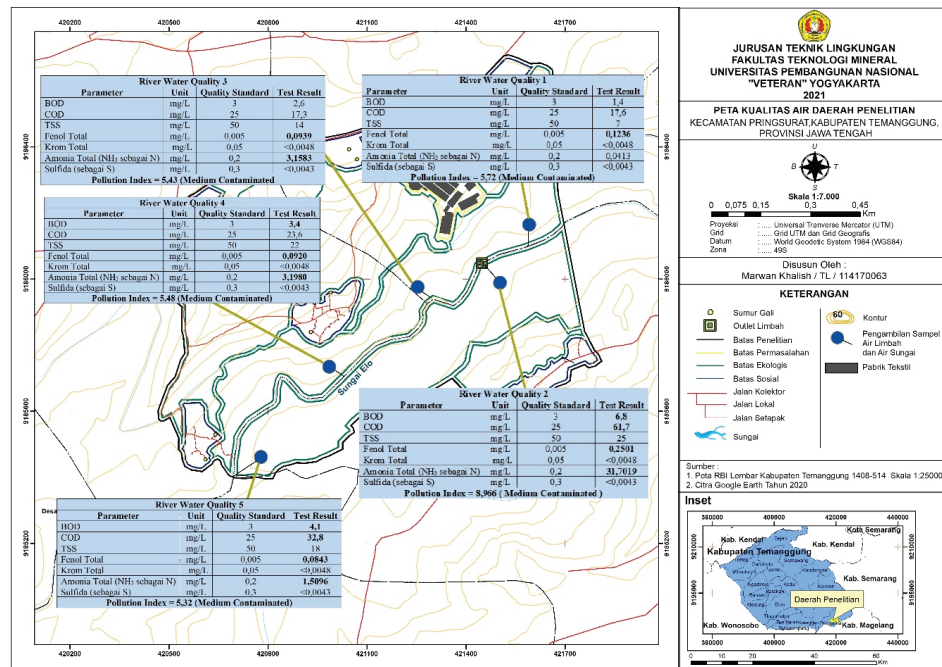 420200 420500 420800 421100 421400 421700
9188400
9188000
9185600
9185200
River Water Quality 3
Parameter Unit Quality Standard Test Result
BOD mg/L 3 2,6
COD mg/L 25 17,3
TSS mg/L 50 14
Fenol Total mg/L 0,005 0,0939
Krom Total mg/L 0,05 <0,0048
Amonia Total (NH₃ sebagai N) mg/L 0,2 3,1583
Sulfida (sebagai S) mg/L 0,3 <0,0043
Pollution Index = 5,43 (Medium Contaminated
River Water Quality 1
Parameter Unit Quality Standard Test Result
BOD mg/L 3 1,4
COD mg/L 25 17,6
TSS mg/L 50 7
Fenol Total mg/L 0,005 0,1236
Krom Total mg/L 0,05 <0,0048
Amonia Total (NH₃ sebagai N) mg/L 0,2 0,0413
Sulfida (sebagai S) mg/L 0,3 <0,0043
Pollution Index = 5,72 (Medium Contaminated)
River Water Quality 4
Parameter Unit Quality Standard Test Result
BOD mg/L 3 3,4
COD mg/L 25 23,6
TSS mg/L 50 22
Fenol Total mg/L 0,005 0,0920
Krom Total mg/L 0,05 <0,0048
Amonia Total (NH₃ sebagai N) mg/L 0,2 3,1980
Sulfida (sebagai S) mg/L 0,3 <0,0043
Pollution Index = 5,48 (Medium Contaminated)
Sungai Elo
River Water Quality 2
Parameter Unit Quality Standard Test Result
BOD mg/L 3 6,8
COD mg/L 25 61,7
TSS mg/L 50 25
Fenol Total mg/L 0,005 0,2501
Krom Total mg/L 0,05 <0,0048
Amonia Total (NH₃ sebagai N) mg/L 0,2 31,7019
Sulfida (sebagai S) mg/L 0,3 <0,0043
Pollution Index = 8,966 ( Medium Contaminated )
Desa
River Water Quality 5
Parameter Unit Quality Standard Test Result
BOD mg/L 3 4,1
COD mg/L 25 32,8
TSS mg/L 50 18
Fenol Total mg/L 0,005 0,0843
Krom Total mg/L 0,05 <0,0048
Amonia Total (NH₃ sebagai N) mg/L 0,2 1,5096
Sulfida (sebagai S) mg/L 0,3 <0,0043
Pollution Index = 5,32 (Medium Contaminated)
420200 420500 420800 421100 421400 421700
JURUSAN TEKNIK LINGKUNGAN
FAKULTAS TEKNOLOGI MINERAL
UNIVERSITAS PEMBANGUNAN NASIONAL
"VETERAN" YOGYAKARTA
2021
PETA KUALITAS AIR DAERAH PENELITIAN
KECAMATAN PRINGSURAT,KABUPATEN TEMANGGUNG,
PROVINSI JAWA TENGAH
U
B T
S
Skala 1:7.000
0 0,075 0,15 0,3 0,45
Km
Proyeksi : ..... Universal Tranverse Mercator (UTM)
Grid : ..... Grid UTM dan Grid Geografis
Datum : ..... World Geodetic System 1984 (WGS84)
Zona : ..... 49S
Disusun Oleh :
Marwan Khalish / TL / 114170063
KETERANGAN
Sumur Gali
Outlet Limbah
Batas Penelitian
Batas Permasalahan
Batas Ekologis
Batas Sosial
Jalan Kolektor
Jalan Lokal
Jalan Setapak
Sungai
60 Kontur
Pengambilan Sampel
Air Limbah
dan Air Sungai
Pabrik Tekstil
Sumber :
1. Peta RBI Lembar Kabupaten Temanggung 1408-514 Skala 1:25000
2. Citra Google Earth Tahun 2020
Inset
380000 400000 420000 440000
9210000
9195000
Kota Semarang
Kab. Kendal
Kab. Kendal
Kabupaten Temanggung
Kab. Semarang
Daerah Penelitian
Kab. Wonosobo
Kab. Magelang
380000 400000 420000 440000
0 10 20 40 60
Km